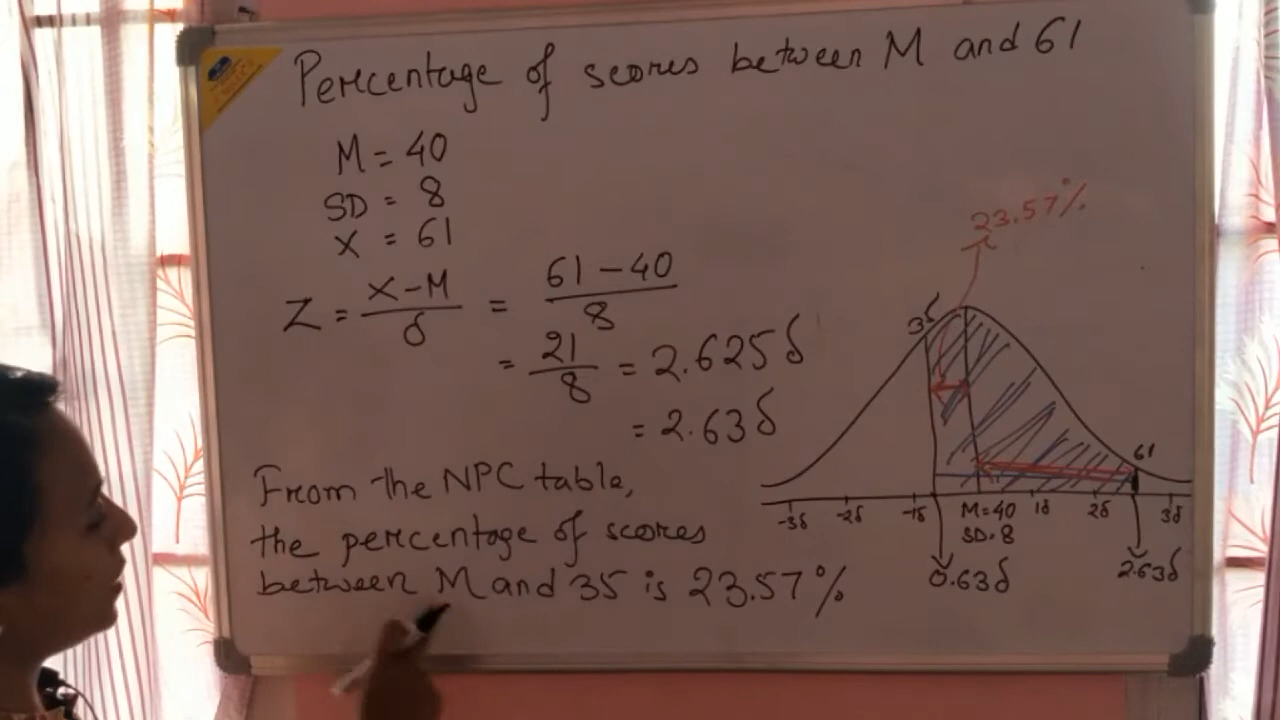 Percentage of scores between M and 61
M = 40
SD = 8
X = 61
Z = X-M / δ = 61-40 / 8
= 21 / 8 = 2.625δ
= 2.63δ
From the NPC table,
the percentage of scores
between M and 35 is 23.57%
23.57%
61
-3δ -2δ -1δ M=40 1δ 2δ 3δ
SD=8
0.63δ 2.63δ